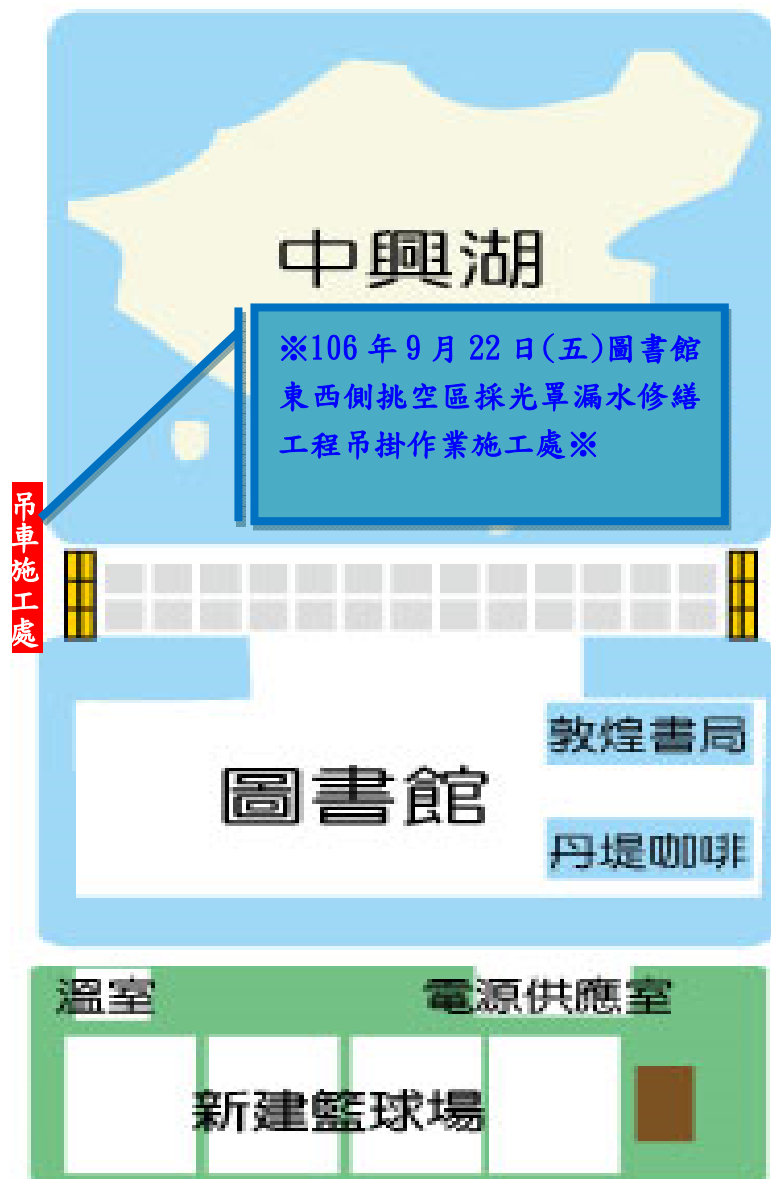 中興湖
※106年9月22日(五)圖書館
東西側挑空區採光罩漏水修繕
工程吊掛作業施工處※
吊車施工處
敦煌書局
圖書館
丹堤咖啡
溫室
電源供應室
新建籃球場